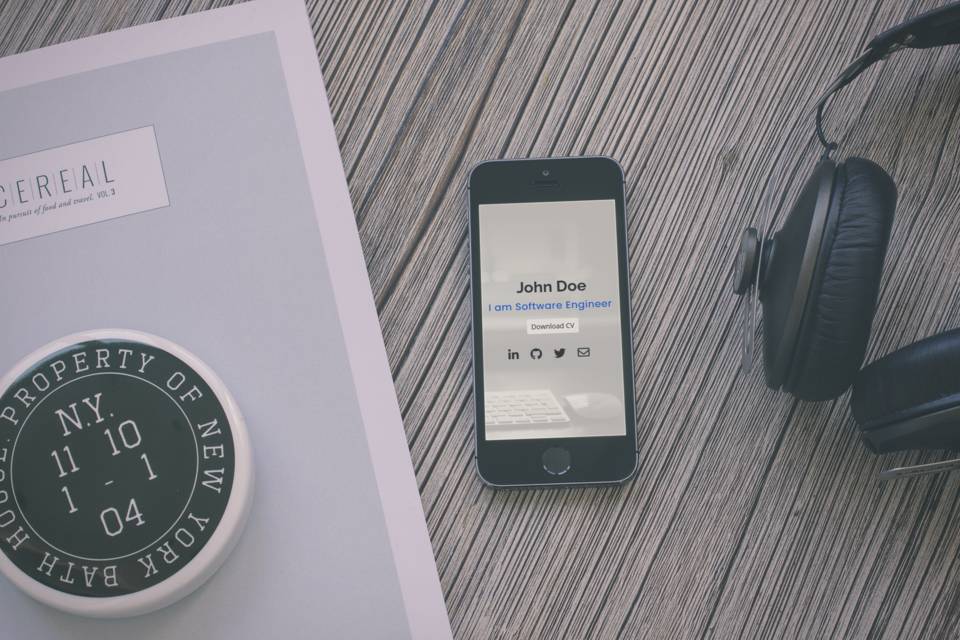 CEREAL
In pursuit of food and travel. VOL.3
PROPERTY OF NEW YORK BATH HOUSE.
N.Y.
11 10
1 - 1
04
John Doe
I am Software Engineer
Download CV
in